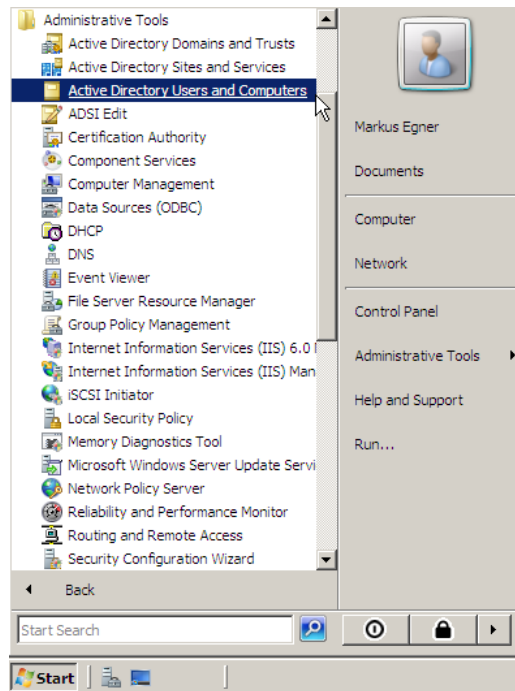 Administrative Tools
Active Directory Domains and Trusts
Active Directory Sites and Services
Active Directory Users and Computers
ADSI Edit
Certification Authority
Component Services
Computer Management
Data Sources (ODBC)
DHCP
DNS
Event Viewer
File Server Resource Manager
Group Policy Management
Internet Information Services (IIS) 6.0
Internet Information Services (IIS) Man
iSCSI Initiator
Local Security Policy
Memory Diagnostics Tool
Microsoft Windows Server Update Servi
Network Policy Server
Reliability and Performance Monitor
Routing and Remote Access
Security Configuration Wizard
Back
Start Search
Markus Egner
Documents
Computer
Network
Control Panel
Administrative Tools
Help and Support
Run...
Start